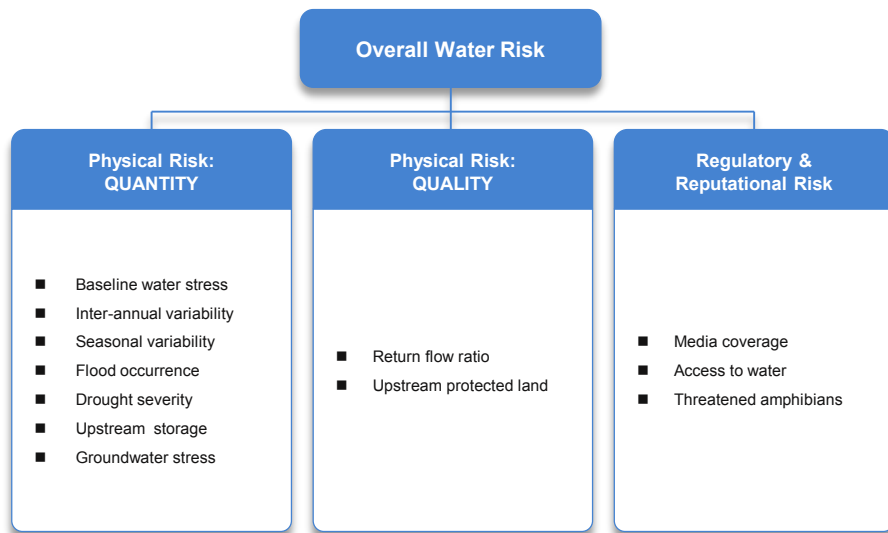 Overall Water Risk
Physical Risk:
QUANTITY
■ Baseline water stress
■ Inter-annual variability
■ Seasonal variability
■ Flood occurrence
■ Drought severity
■ Upstream storage
■ Groundwater stress
Physical Risk:
QUALITY
■ Return flow ratio
■ Upstream protected land
Regulatory &
Reputational Risk
■ Media coverage
■ Access to water
■ Threatened amphibians